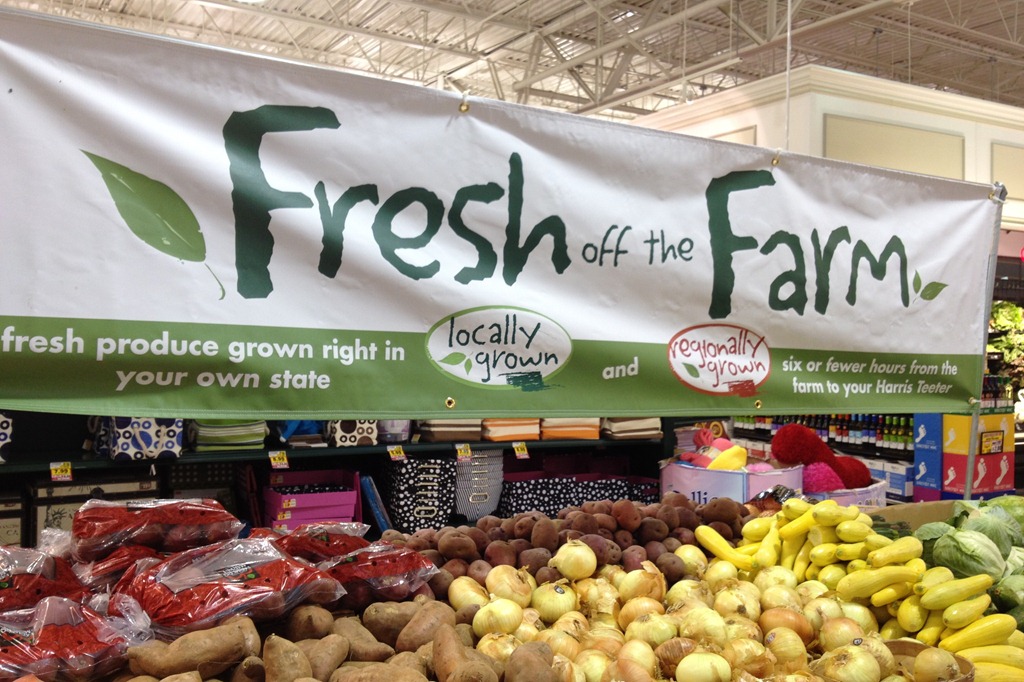 Fresh off the Farm
fresh produce grown right in
your own state
locally
grown
and
regionally
grown
six or fewer hours from the
farm to your Harris Teeter